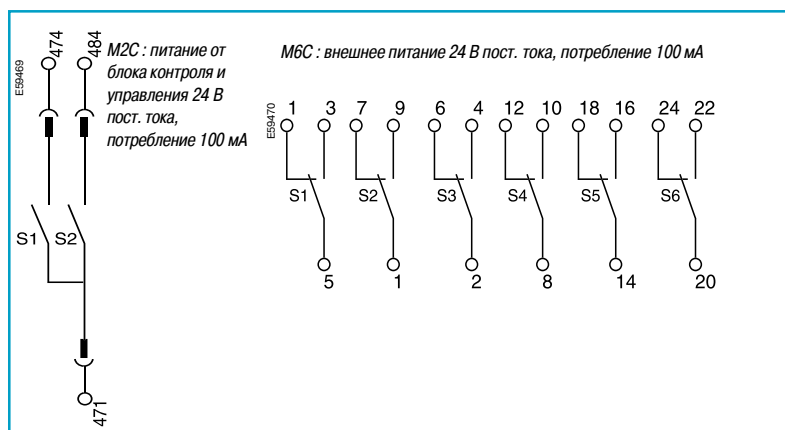 474
484
E59469
M2C : питание от
блока контроля и
управления 24 В
пост. тока,
потребление 100 мА
S1
S2
471
M6C : внешнее питание 24 В пост. тока, потребление 100 мА
E59470
1 3 7 9 6 4 12 10 18 16 24 22
S1 S2 S3 S4 S5 S6
5 1 2 8 14 20